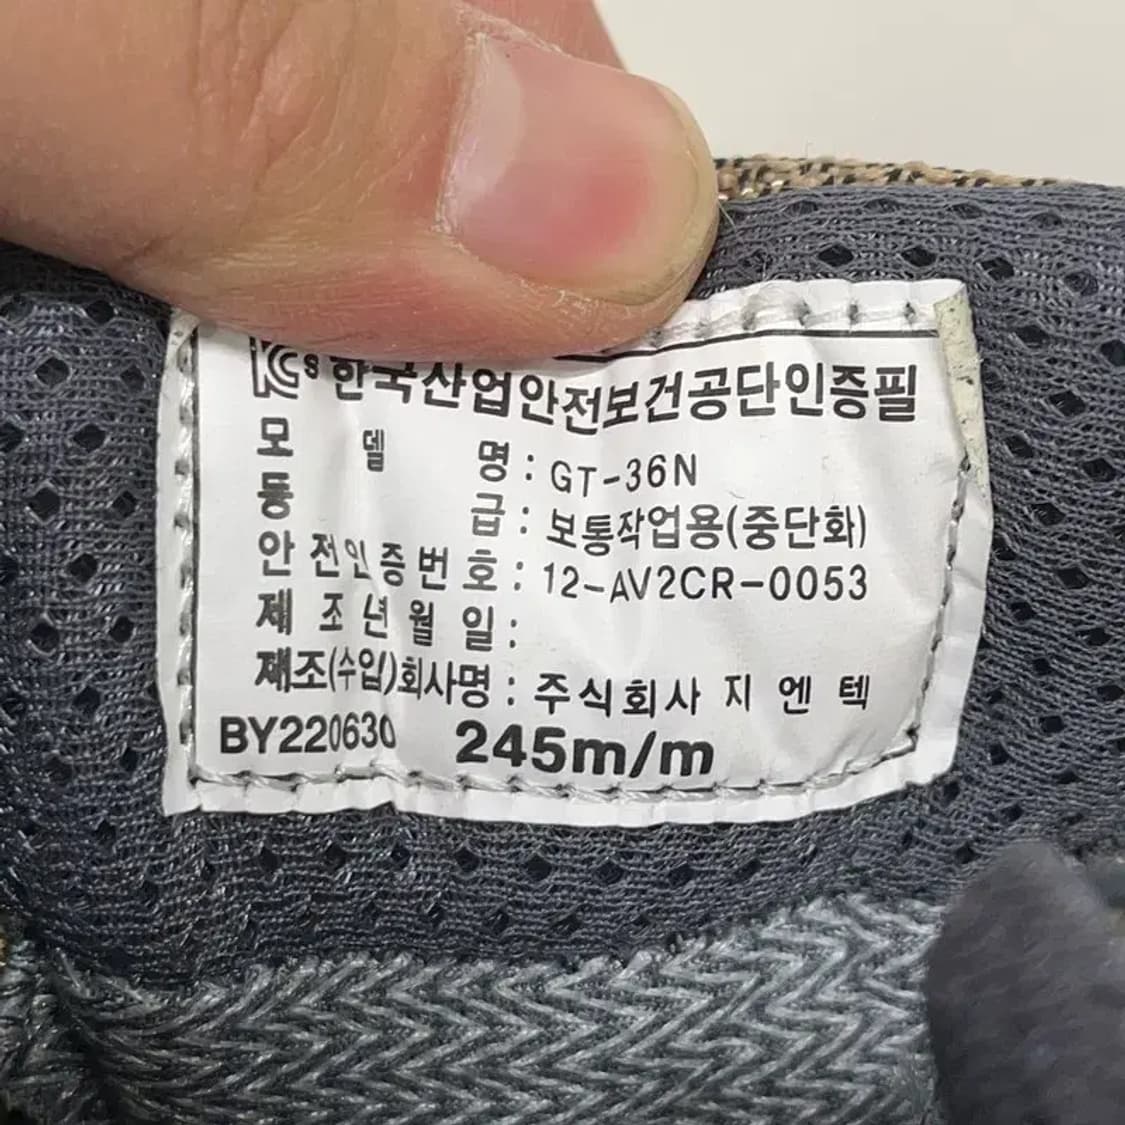 KCs 한국산업안전보건공단인증필
모 델 명 : GT-36N
등 급 : 보통작업용(중단화)
안전인증번호 : 12-AV2CR-0053
제조년월일 :
제조(수입)회사명 : 주식회사 지 엔 텍
BY220630 245m/m